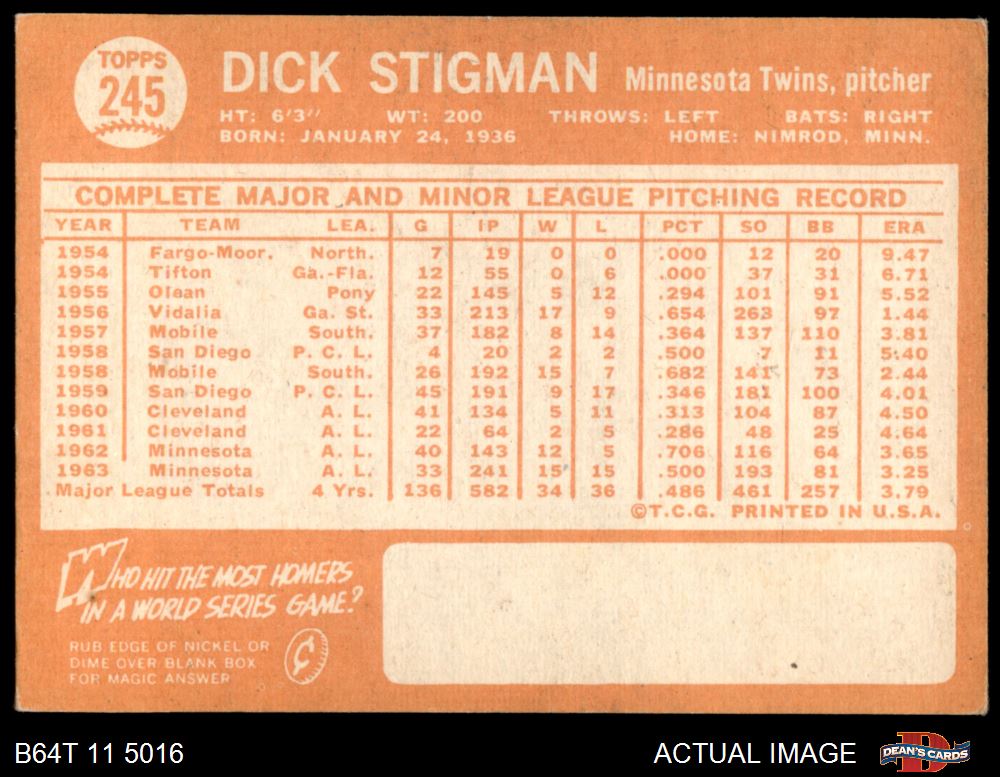 TOPPS
245
DICK STIGMAN Minnesota Twins, pitcher
HT: 6'3" WT: 200 THROWS: LEFT BATS: RIGHT
BORN: JANUARY 24, 1936 HOME: NIMROD, MINN.
COMPLETE MAJOR AND MINOR LEAGUE PITCHING RECORD
YEAR TEAM LEA. G IP W L PCT SO BB ERA
1954 Fargo-Moor. North. 7 19 0 0 .000 12 20 9.47
1954 Tifton Ga.-Fla. 12 55 0 6 .000 37 31 6.71
1955 Olean Pony 22 145 5 12 .294 101 91 5.52
1956 Vidalia Ga. St. 33 213 17 9 .654 263 97 1.44
1957 Mobile South. 37 182 8 14 .364 137 110 3.81
1958 San Diego P. C. L. 4 20 2 2 .500 7 11 5.40
1958 Mobile South. 26 192 15 7 .682 141 73 2.44
1959 San Diego P. C. L. 45 191 9 17 .346 181 100 4.01
1960 Cleveland A. L. 41 134 5 11 .313 104 87 4.50
1961 Cleveland A. L. 22 64 2 5 .286 48 25 4.64
1962 Minnesota A. L. 40 143 12 5 .706 116 64 3.65
1963 Minnesota A. L. 33 241 15 15 .500 193 81 3.25
Major League Totals 4 Yrs. 136 582 34 36 .486 461 257 3.79
©T.C.G. PRINTED IN U.S.A.
WHO HIT THE MOST HOMERS
IN A WORLD SERIES GAME?
RUB EDGE OF NICKEL OR
DIME OVER BLANK BOX
FOR MAGIC ANSWER
¢
B64T 11 5016 ACTUAL IMAGE DEAN'S CARDS